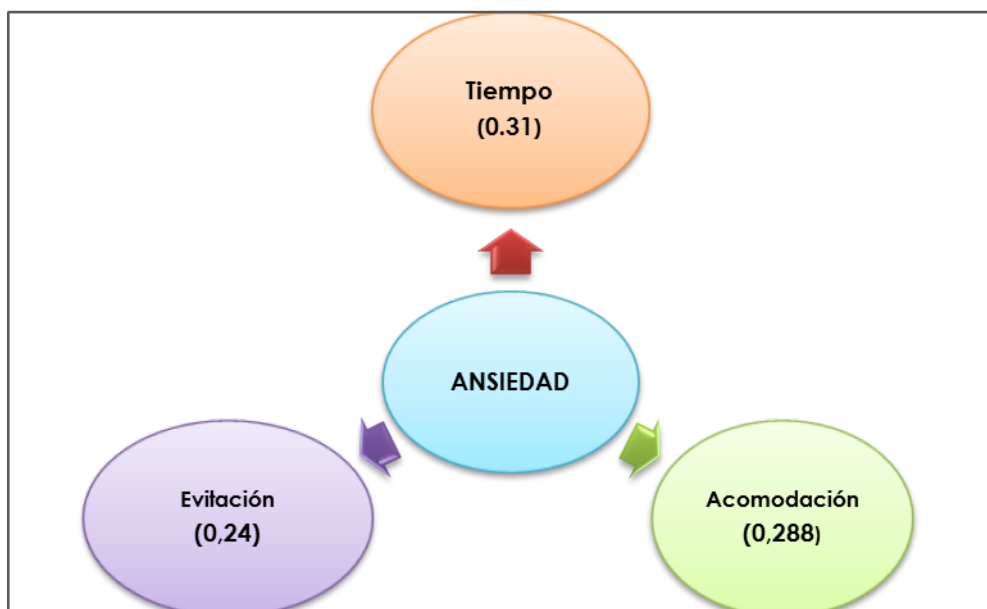 Tiempo
(0.31)
ANSIEDAD
Evitación
(0,24)
Acomodación
(0,288)